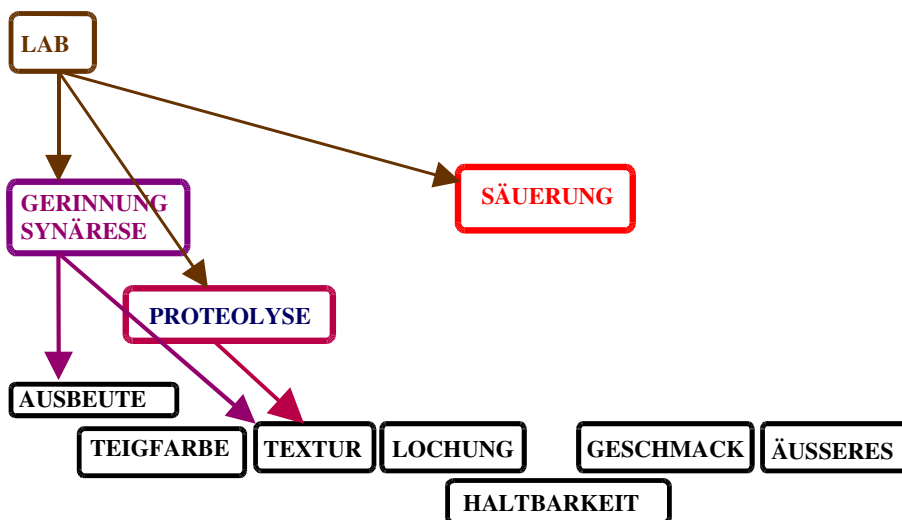 LAB
GERINNUNG
SYNÄRESE
SÄUERUNG
PROTEOLYSE
AUSBEUTE
TEIGFARBE
TEXTUR
LOCHUNG
GESCHMACK
ÄUSSERES
HALTBARKEIT